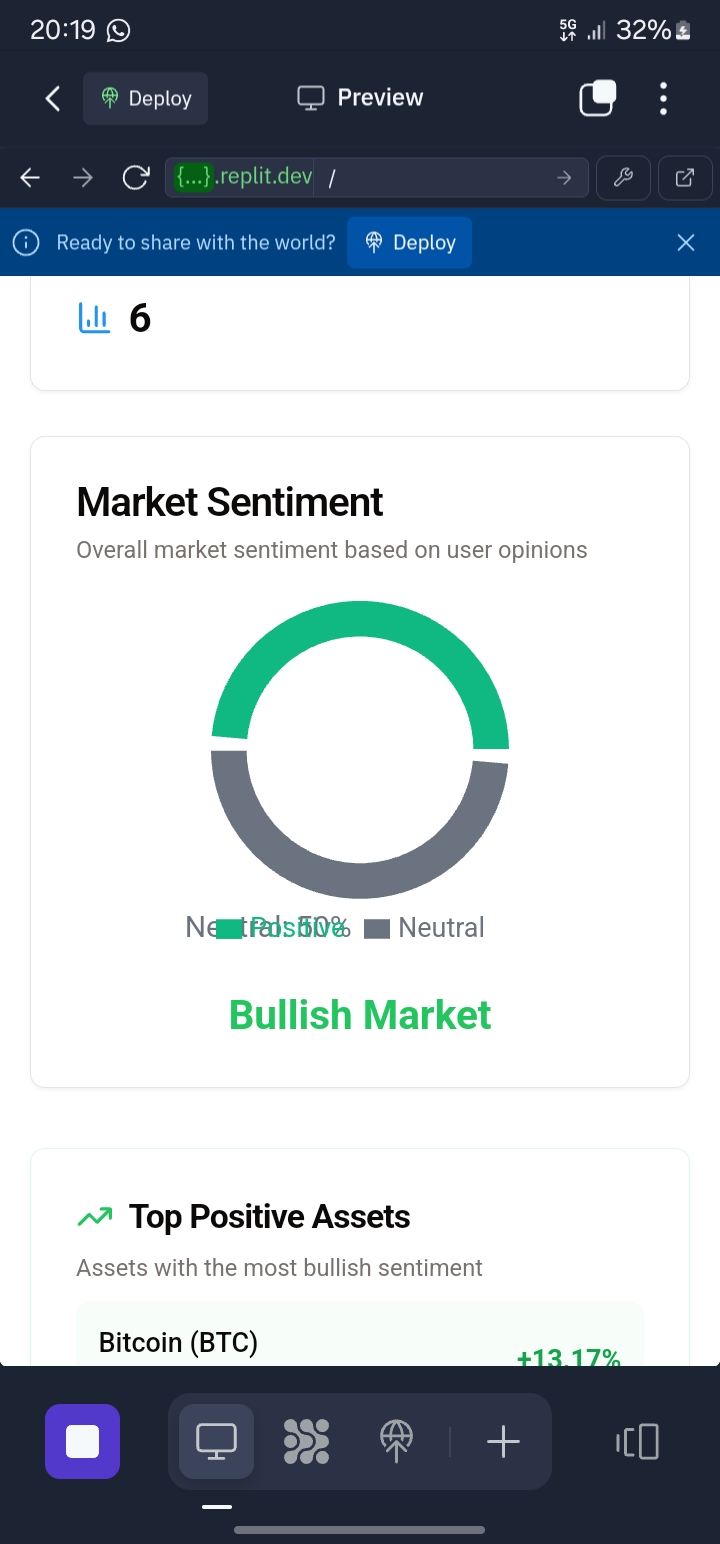 20:19 5G 32%
Deploy Preview
{...}.replit.dev /
Ready to share with the world? Deploy
6
Market Sentiment
Overall market sentiment based on user opinions
Neutral: 50% Positive Neutral
Bullish Market
Top Positive Assets
Assets with the most bullish sentiment
Bitcoin (BTC)
+13.17%